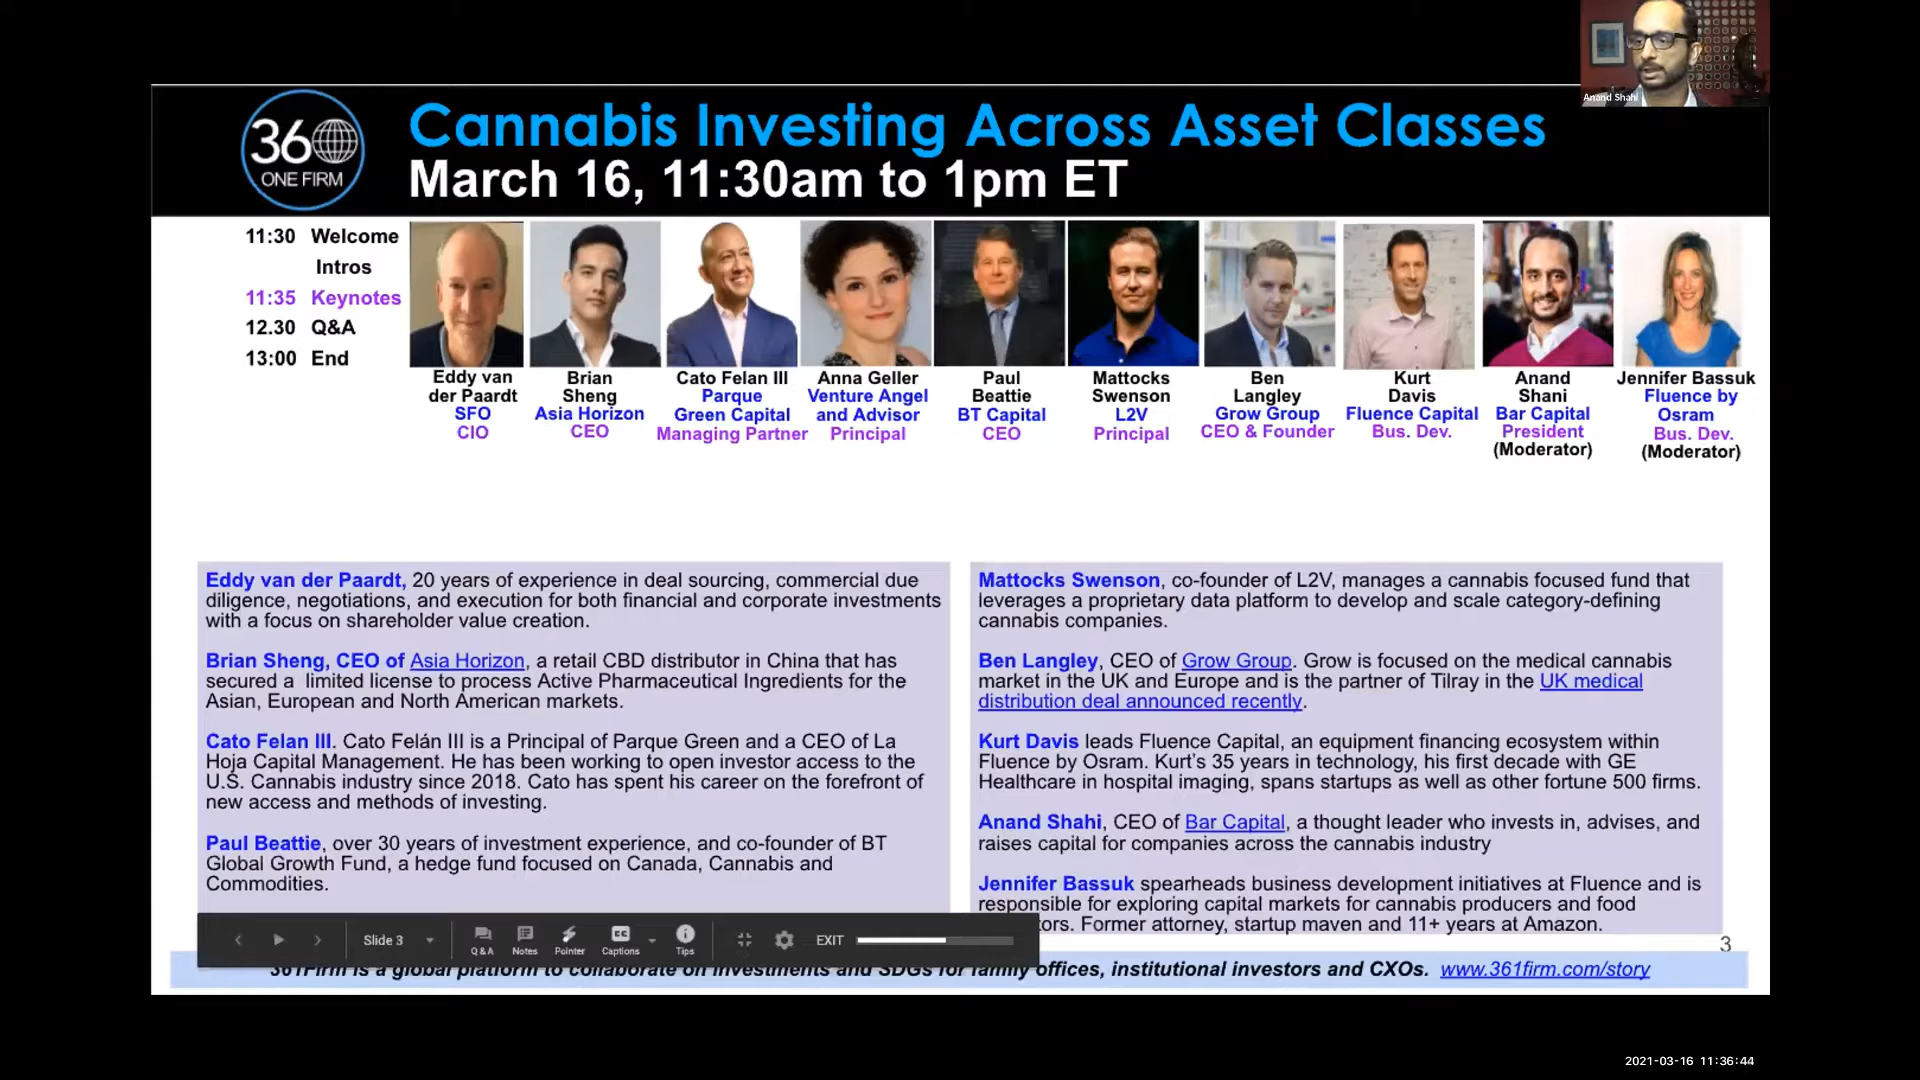 Anand Shahi
36
ONE FIRM
Cannabis Investing Across Asset Classes
March 16, 11:30am to 1pm ET
11:30 Welcome
Intros
11:35 Keynotes
12.30 Q&A
13:00 End
Eddy van
der Paardt
SFO
CIO
Brian
Sheng
Asia Horizon
CEO
Cato Felan III
Parque
Green Capital
Managing Partner
Anna Geller
Venture Angel
and Advisor
Principal
Paul
Beattie
BT Capital
CEO
Mattocks
Swenson
L2V
Principal
Ben
Langley
Grow Group
CEO & Founder
Kurt
Davis
Fluence Capital
Bus. Dev.
Anand
Shani
Bar Capital
President
(Moderator)
Jennifer Bassuk
Fluence by
Osram
Bus. Dev.
(Moderator)
Eddy van der Paardt, 20 years of experience in deal sourcing, commercial due
diligence, negotiations, and execution for both financial and corporate investments
with a focus on shareholder value creation.
Brian Sheng, CEO of Asia Horizon, a retail CBD distributor in China that has
secured a limited license to process Active Pharmaceutical Ingredients for the
Asian, European and North American markets.
Cato Felan III. Cato Felán III is a Principal of Parque Green and a CEO of La
Hoja Capital Management. He has been working to open investor access to the
U.S. Cannabis industry since 2018. Cato has spent his career on the forefront of
new access and methods of investing.
Paul Beattie, over 30 years of investment experience, and co-founder of BT
Global Growth Fund, a hedge fund focused on Canada, Cannabis and
Commodities.
Mattocks Swenson, co-founder of L2V, manages a cannabis focused fund that
leverages a proprietary data platform to develop and scale category-defining
cannabis companies.
Ben Langley, CEO of Grow Group. Grow is focused on the medical cannabis
market in the UK and Europe and is the partner of Tilray in the UK medical
distribution deal announced recently.
Kurt Davis leads Fluence Capital, an equipment financing ecosystem within
Fluence by Osram. Kurt's 35 years in technology, his first decade with GE
Healthcare in hospital imaging, spans startups as well as other fortune 500 firms.
Anand Shahi, CEO of Bar Capital, a thought leader who invests in, advises, and
raises capital for companies across the cannabis industry
Jennifer Bassuk spearheads business development initiatives at Fluence and is
responsible for exploring capital markets for cannabis producers and food
tors. Former attorney, startup maven and 11+ years at Amazon.
Slide 3
Q&A
Notes
Pointer
CC
Captions
Tips
EXIT
3
361Firm is a global platform to collaborate on investments and SDGs for family offices, institutional investors and CXOs. www.361firm.com/story
2021-03-16 11:36:44